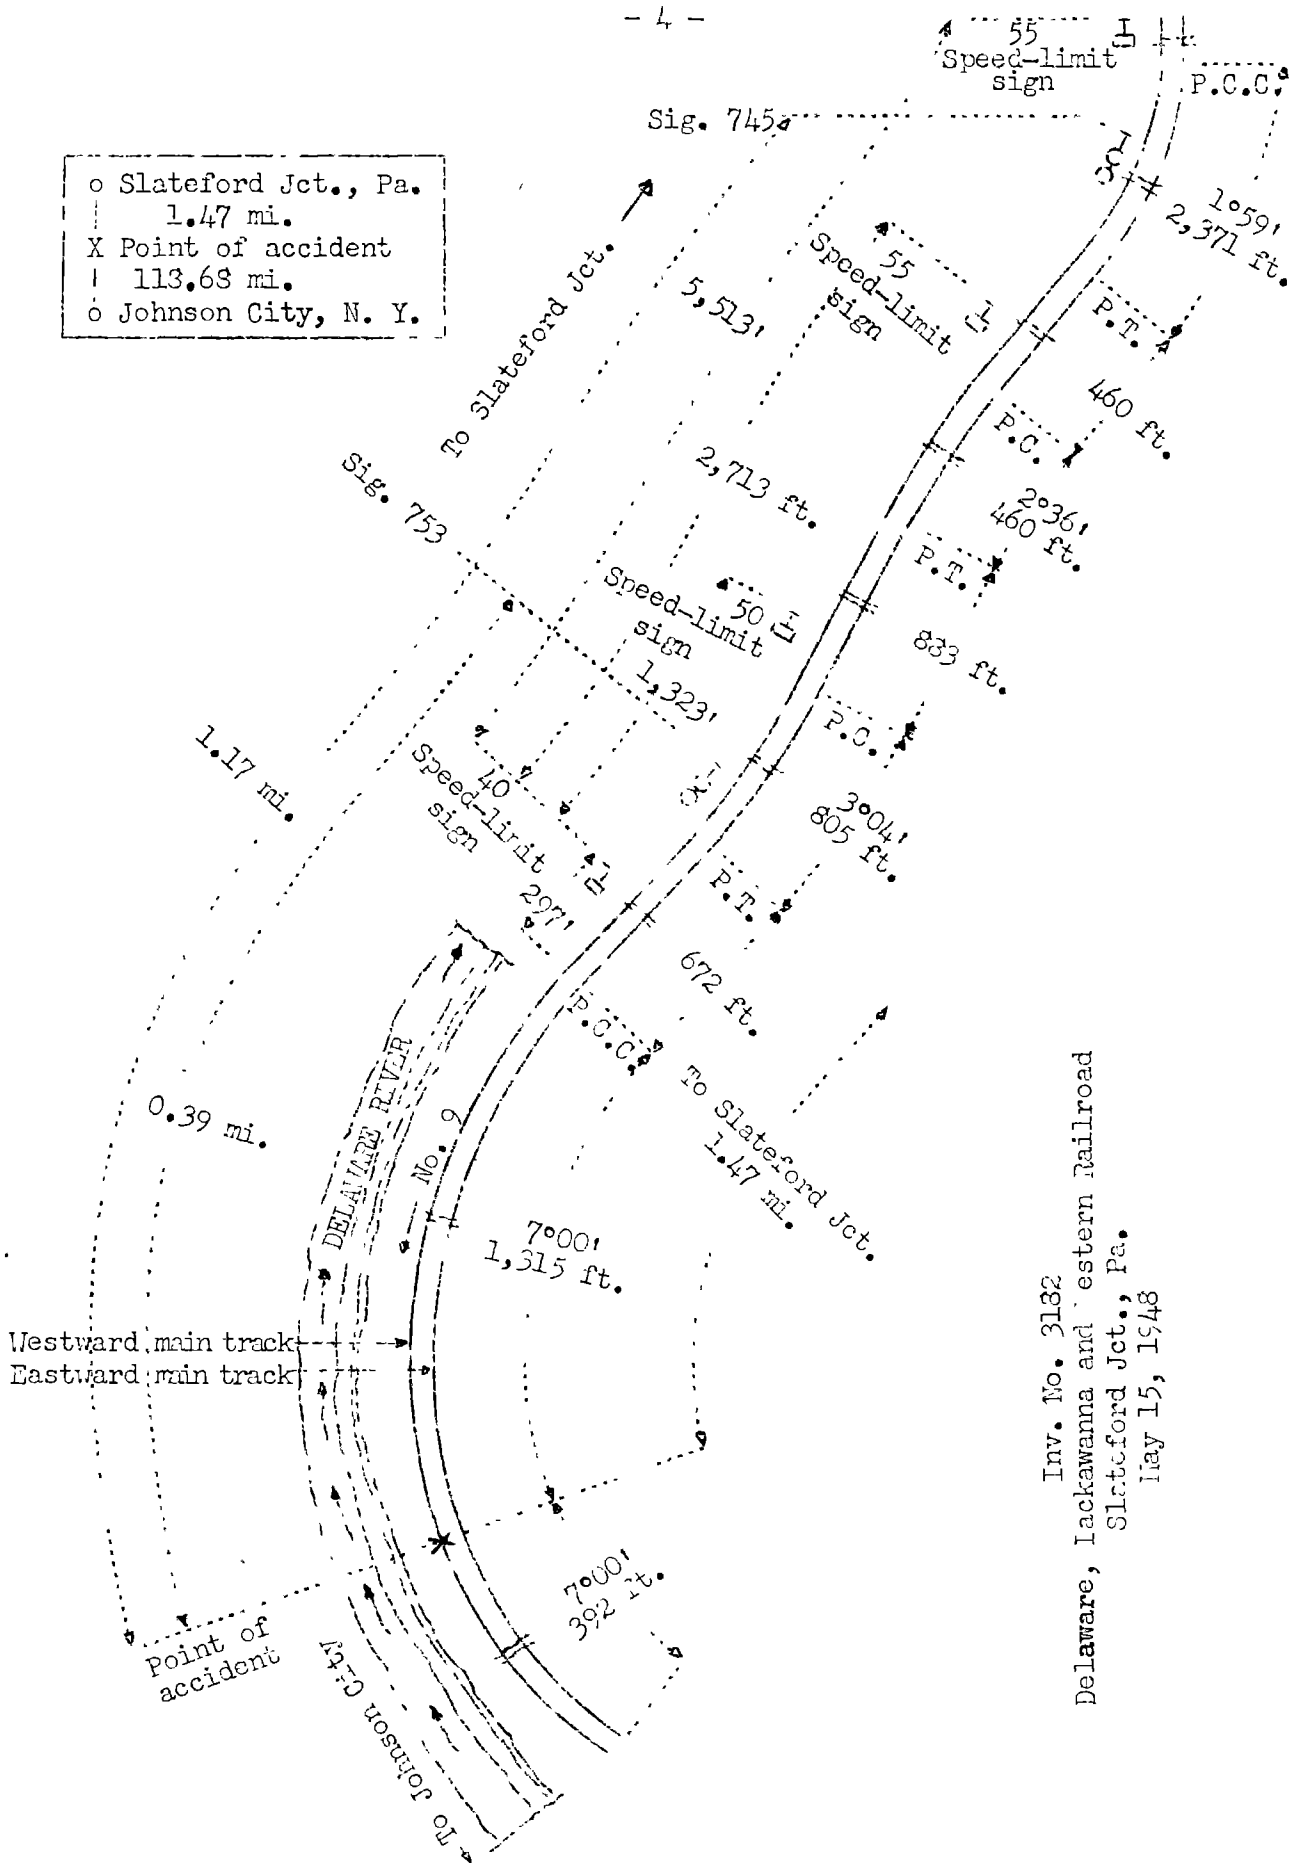 - 4 -
55
Speed-limit
sign
P.C.C.
Sig. 745
o Slateford Jct., Pa.
1.47 mi.
X Point of accident
113.68 mi.
o Johnson City, N. Y.
1°59'
2,371 ft.
To Slateford Jct.
5,513'
55
Speed-limit
sign
P.T.
460 ft.
P.C.
2°36'
460 ft.
Sig. 753
2,713 ft.
P.T.
50
Speed-limit
sign
833 ft.
1,323'
P.C.
1.17 mi.
40
Speed-limit
sign
3°04'
805 ft.
P.T.
297'
672 ft.
P.C.C.
DELAWARE RIVER
No. 9
0.39 mi.
To Slateford Jct.
1.47 mi.
7°00'
1,315 ft.
Westward main track
Eastward main track
7°00'
392 ft.
Point of
accident
To Johnson City
Inv. No. 3182
Delaware, Lackawanna and estern Railroad
Slateford Jct., Pa.
May 15, 1948